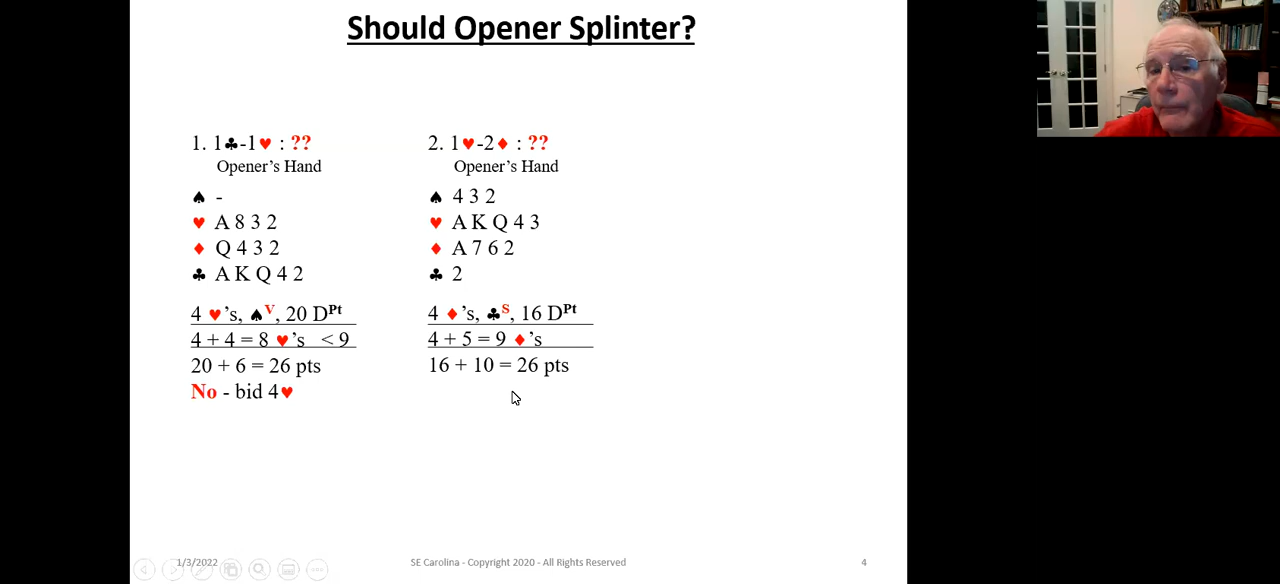 Should Opener Splinter?
1. 1♣-1♥ : ??
Opener's Hand
♠ -
♥ A 8 3 2
♦ Q 4 3 2
♣ A K Q 4 2
4 ♥'s, ♠V, 20 DPt
4 + 4 = 8 ♥'s < 9
20 + 6 = 26 pts
No - bid 4♥
2. 1♥-2♦ : ??
Opener's Hand
♠ 4 3 2
♥ A K Q 4 3
♦ A 7 6 2
♣ 2
4 ♦'s, ♣S, 16 DPt
4 + 5 = 9 ♦'s
16 + 10 = 26 pts
1/3/2022
SE Carolina - Copyright 2020 - All Rights Reserved
4